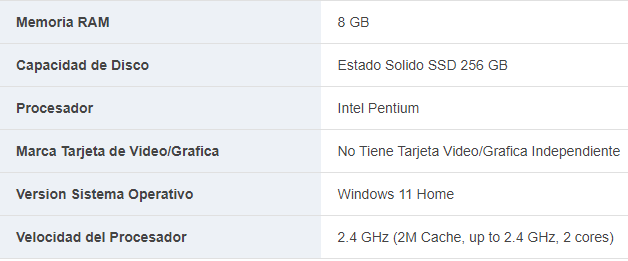 Memoria RAM 8 GB
Capacidad de Disco Estado Solido SSD 256 GB
Procesador Intel Pentium
Marca Tarjeta de Video/Grafica No Tiene Tarjeta Video/Grafica Independiente
Version Sistema Operativo Windows 11 Home
Velocidad del Procesador 2.4 GHz (2M Cache, up to 2.4 GHz, 2 cores)